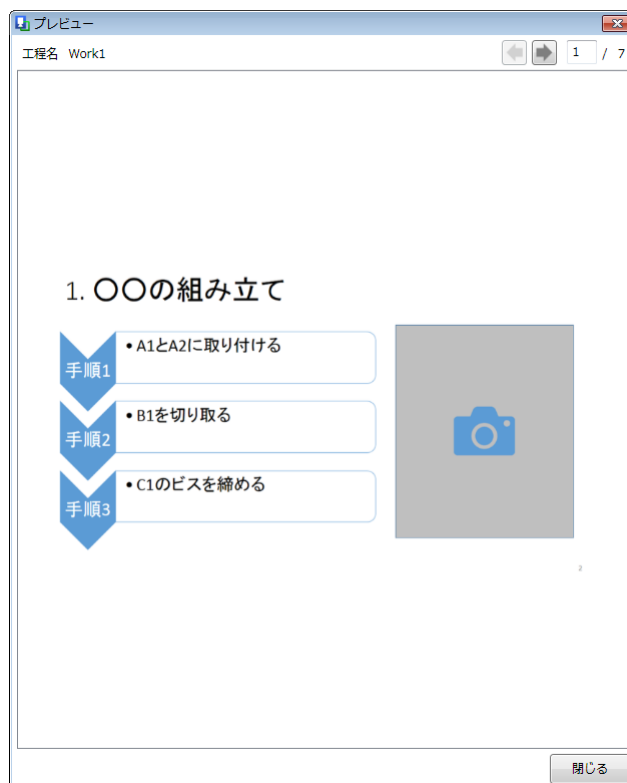 プレビュー
工程名 Work1
1 / 7
1. 〇〇の組み立て
手順1
• A1とA2に取り付ける
手順2
• B1を切り取る
手順3
• C1のビスを締める
2
閉じる